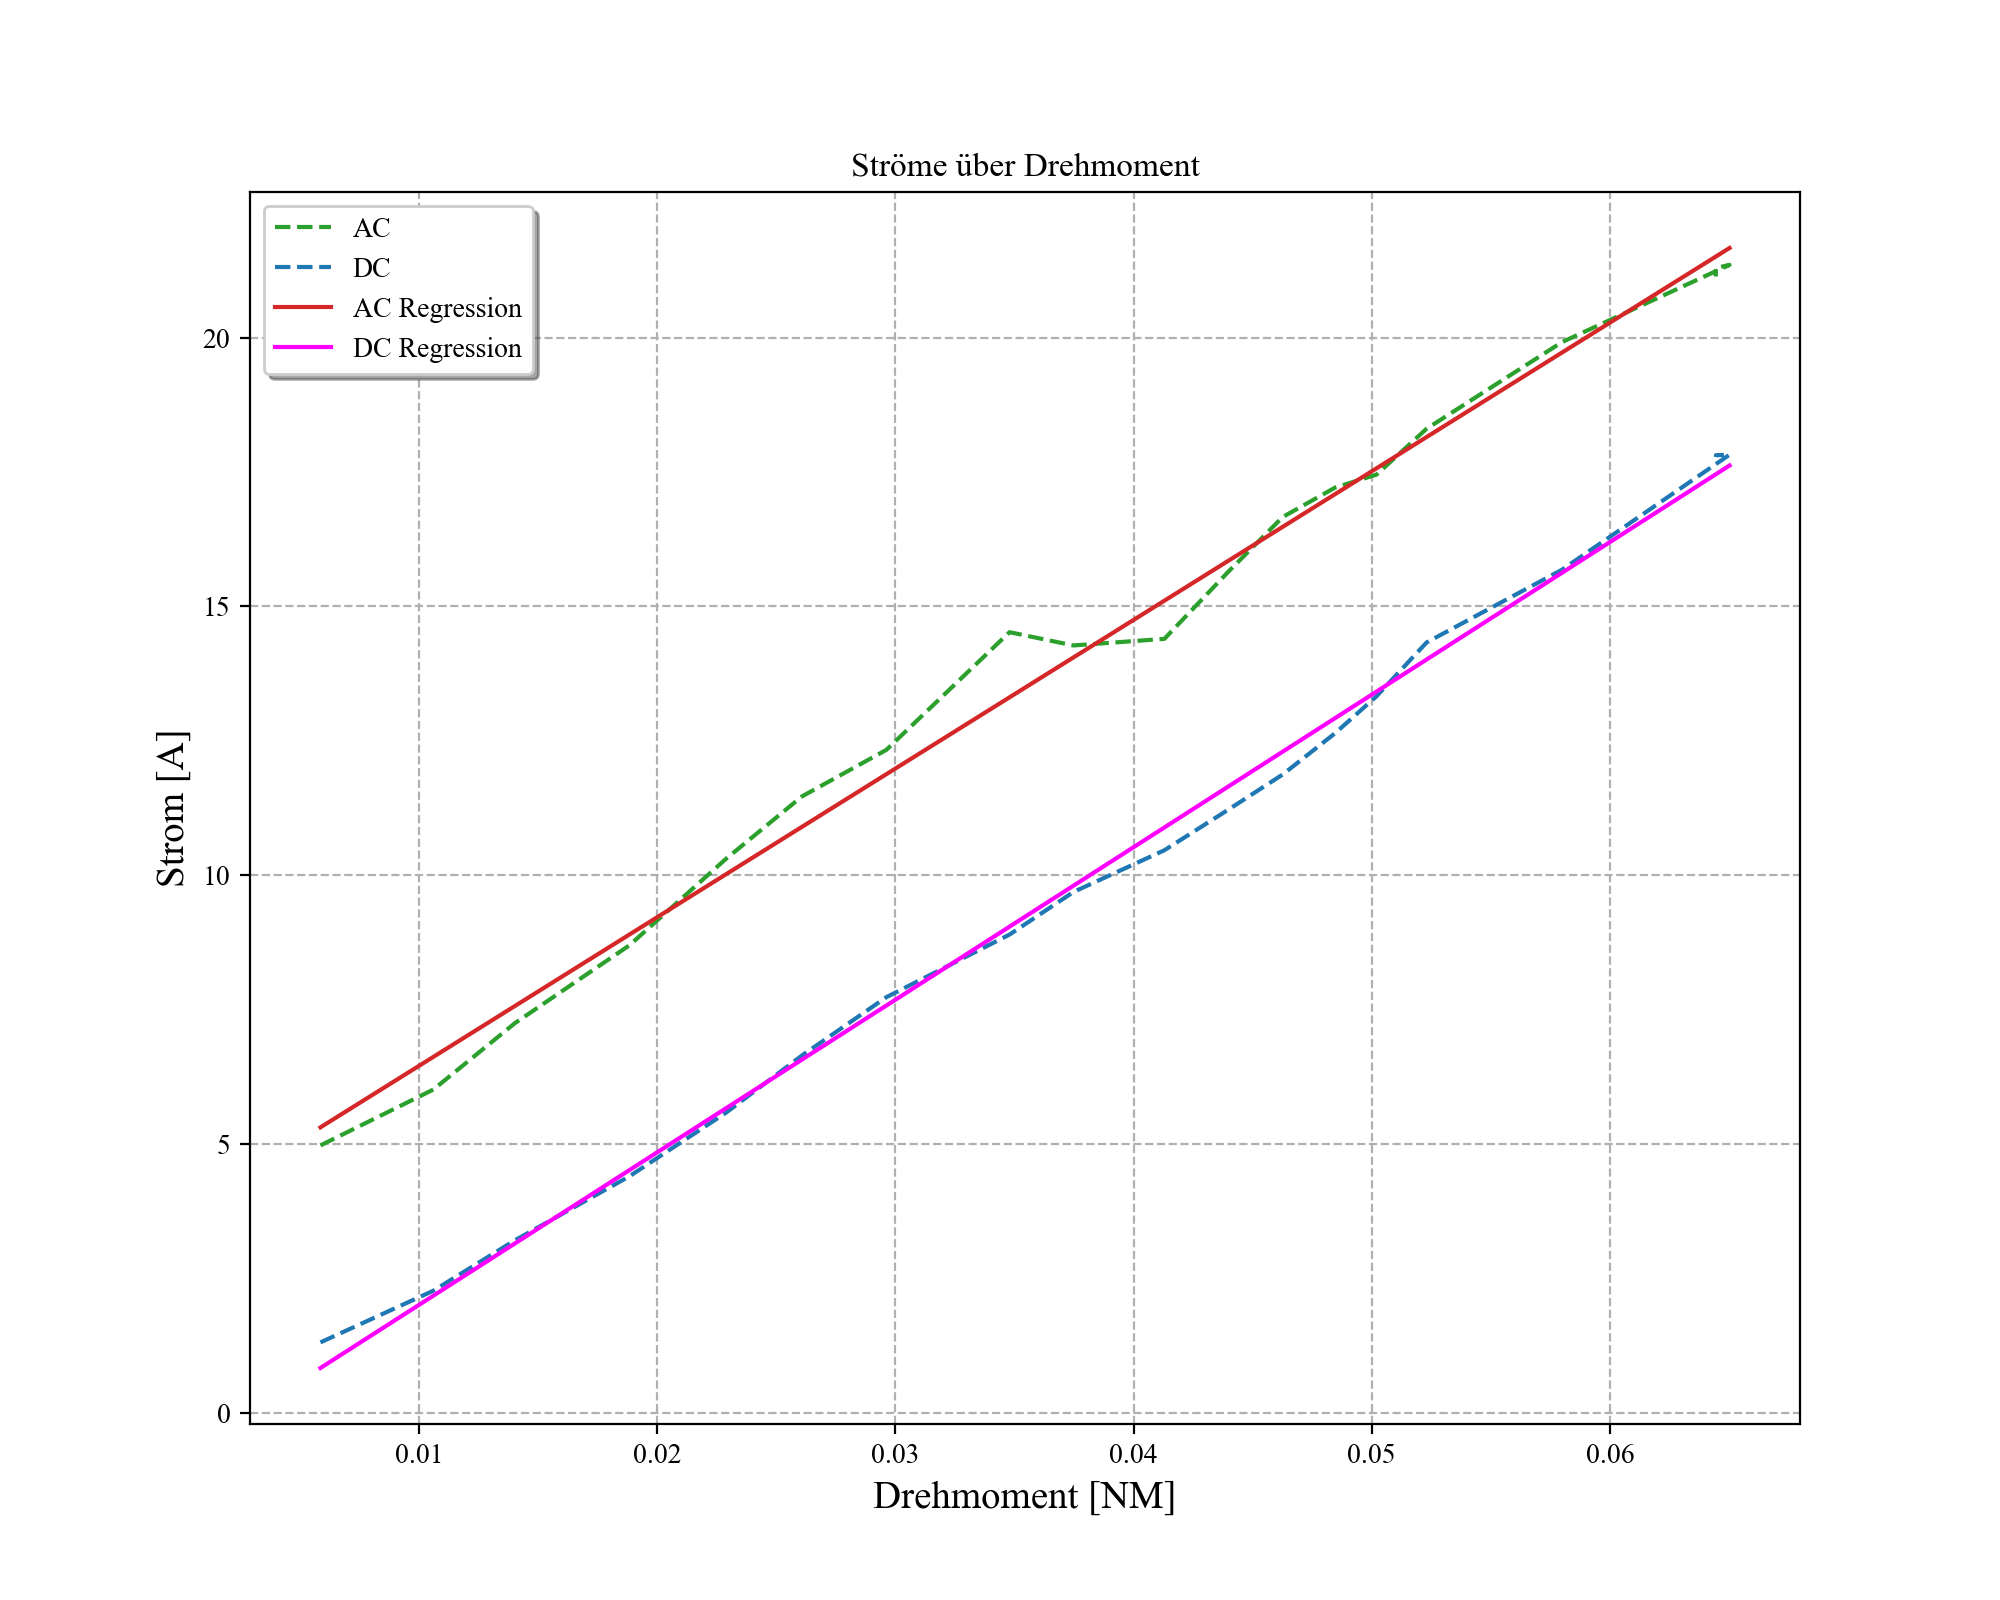 Ströme über Drehmoment
AC
DC
AC Regression
DC Regression
20
15
10
5
0
Strom [A]
0.01 0.02 0.03 0.04 0.05 0.06
Drehmoment [NM]